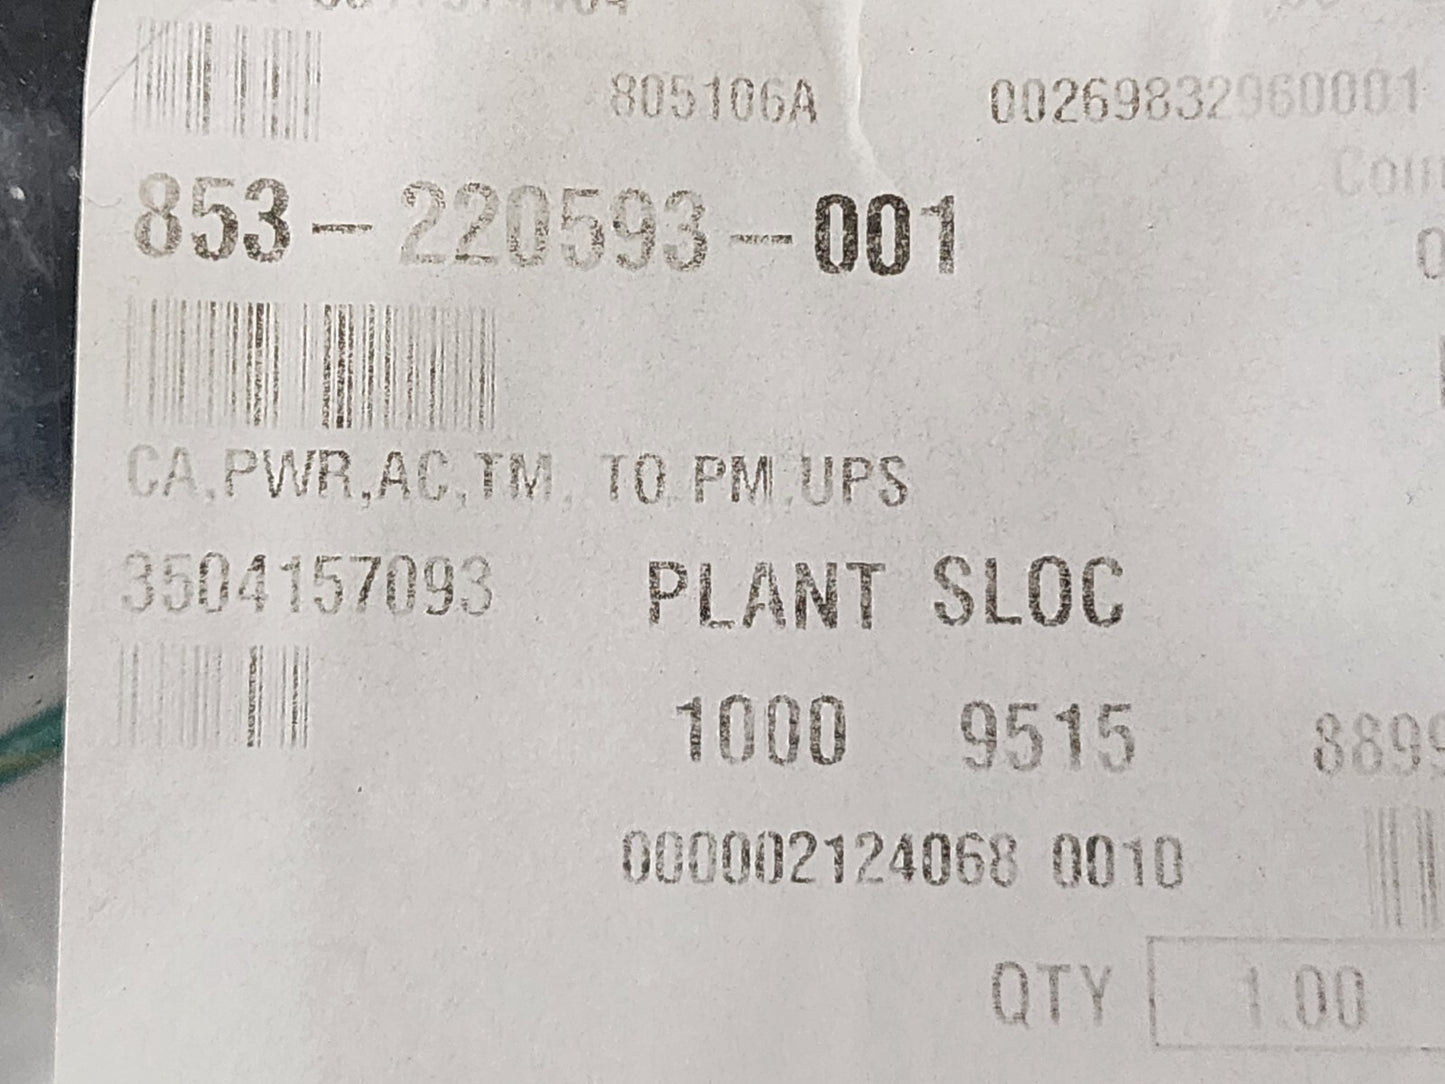 805106A 00269832960001
853-220593-001
CA,PWR,AC,TM, TO PM,UPS
3504157093 PLANT SLOC
1000 9515
000002124068 0010
QTY 1.00